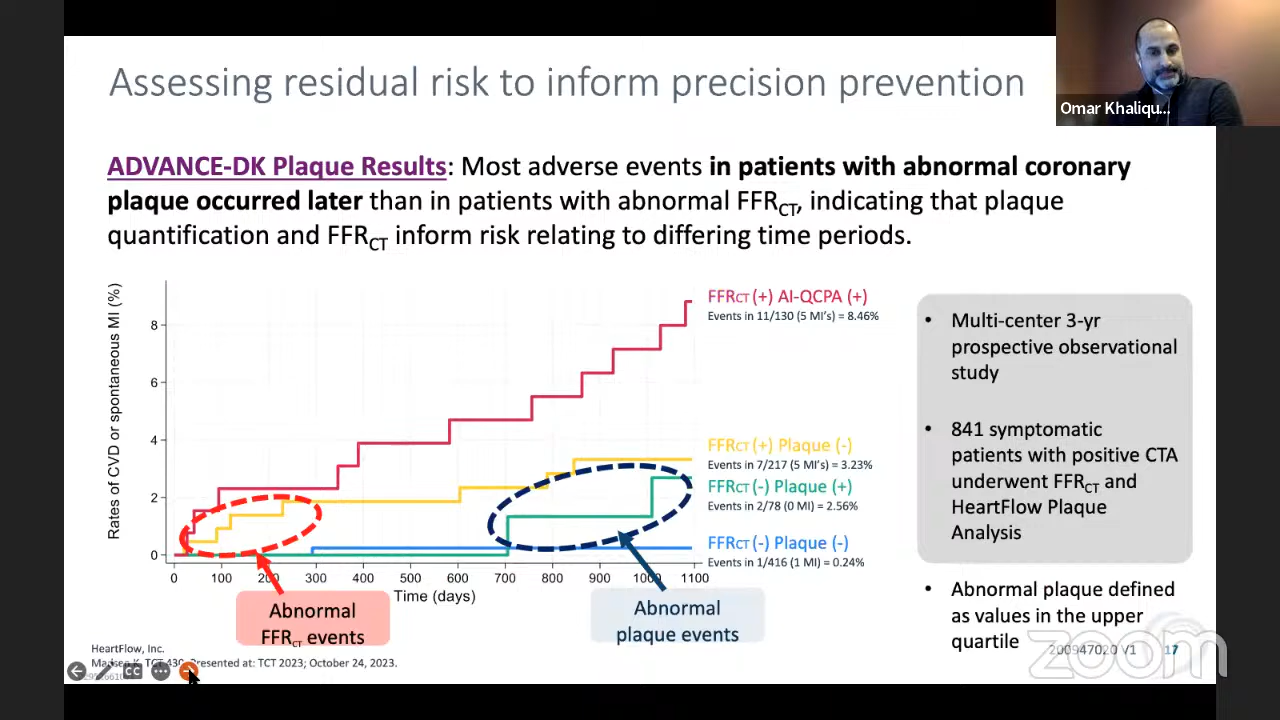 Assessing residual risk to inform precision prevention
Omar Khaliqu...
ADVANCE-DK Plaque Results: Most adverse events in patients with abnormal coronary
plaque occurred later than in patients with abnormal FFRCT, indicating that plaque
quantification and FFRCT inform risk relating to differing time periods.
Rates of CVD or spontaneous MI (%)
8
6
4
2
0
0 100 200 300 400 500 600 700 800 900 1000 1100
Time (days)
FFRCT (+) AI-QCPA (+)
Events in 11/130 (5 MI's) = 8.46%
FFRCT (+) Plaque (-)
Events in 7/217 (5 MI's) = 3.23%
FFRCT (-) Plaque (+)
Events in 2/78 (0 MI) = 2.56%
FFRCT (-) Plaque (-)
Events in 1/416 (1 MI) = 0.24%
Abnormal
FFRCT events
Abnormal
plaque events
• Multi-center 3-yr
prospective observational
study
• 841 symptomatic
patients with positive CTA
underwent FFRCT and
HeartFlow Plaque
Analysis
• Abnormal plaque defined
as values in the upper
quartile
HeartFlow, Inc.
Madsen K, TCT 430, Presented at: TCT 2023; October 24, 2023.
CC
200947020 V1 17
zoom